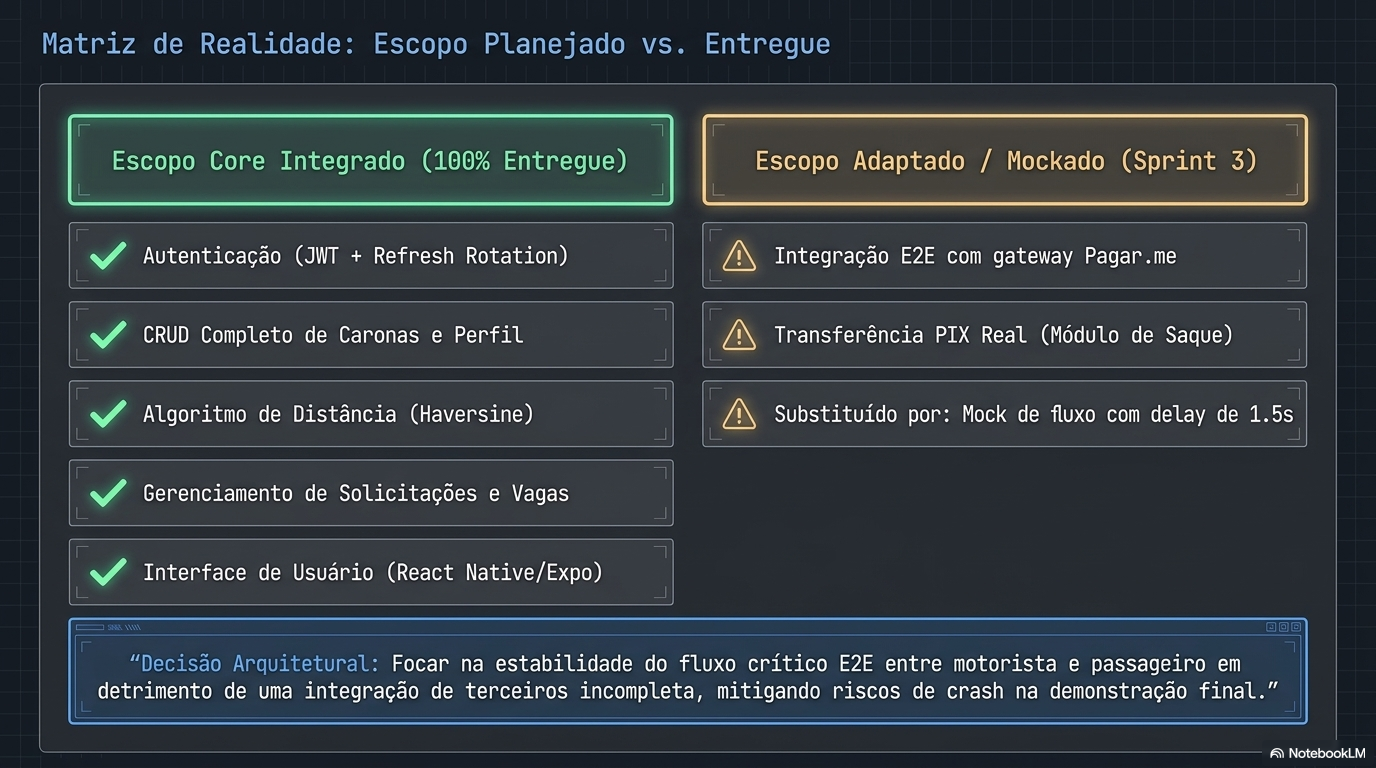 Matriz de Realidade: Escopo Planejado vs. Entregue
Escopo Core Integrado (100% Entregue)
Autenticação (JWT + Refresh Rotation)
CRUD Completo de Caronas e Perfil
Algoritmo de Distância (Haversine)
Gerenciamento de Solicitações e Vagas
Interface de Usuário (React Native/Expo)
Escopo Adaptado / Mockado (Sprint 3)
Integração E2E com gateway Pagar.me
Transferência PIX Real (Módulo de Saque)
Substituído por: Mock de fluxo com delay de 1.5s
“Decisão Arquitetural: Focar na estabilidade do fluxo crítico E2E entre motorista e passageiro em
detrimento de uma integração de terceiros incompleta, mitigando riscos de crash na demonstração final.”
NotebookLM